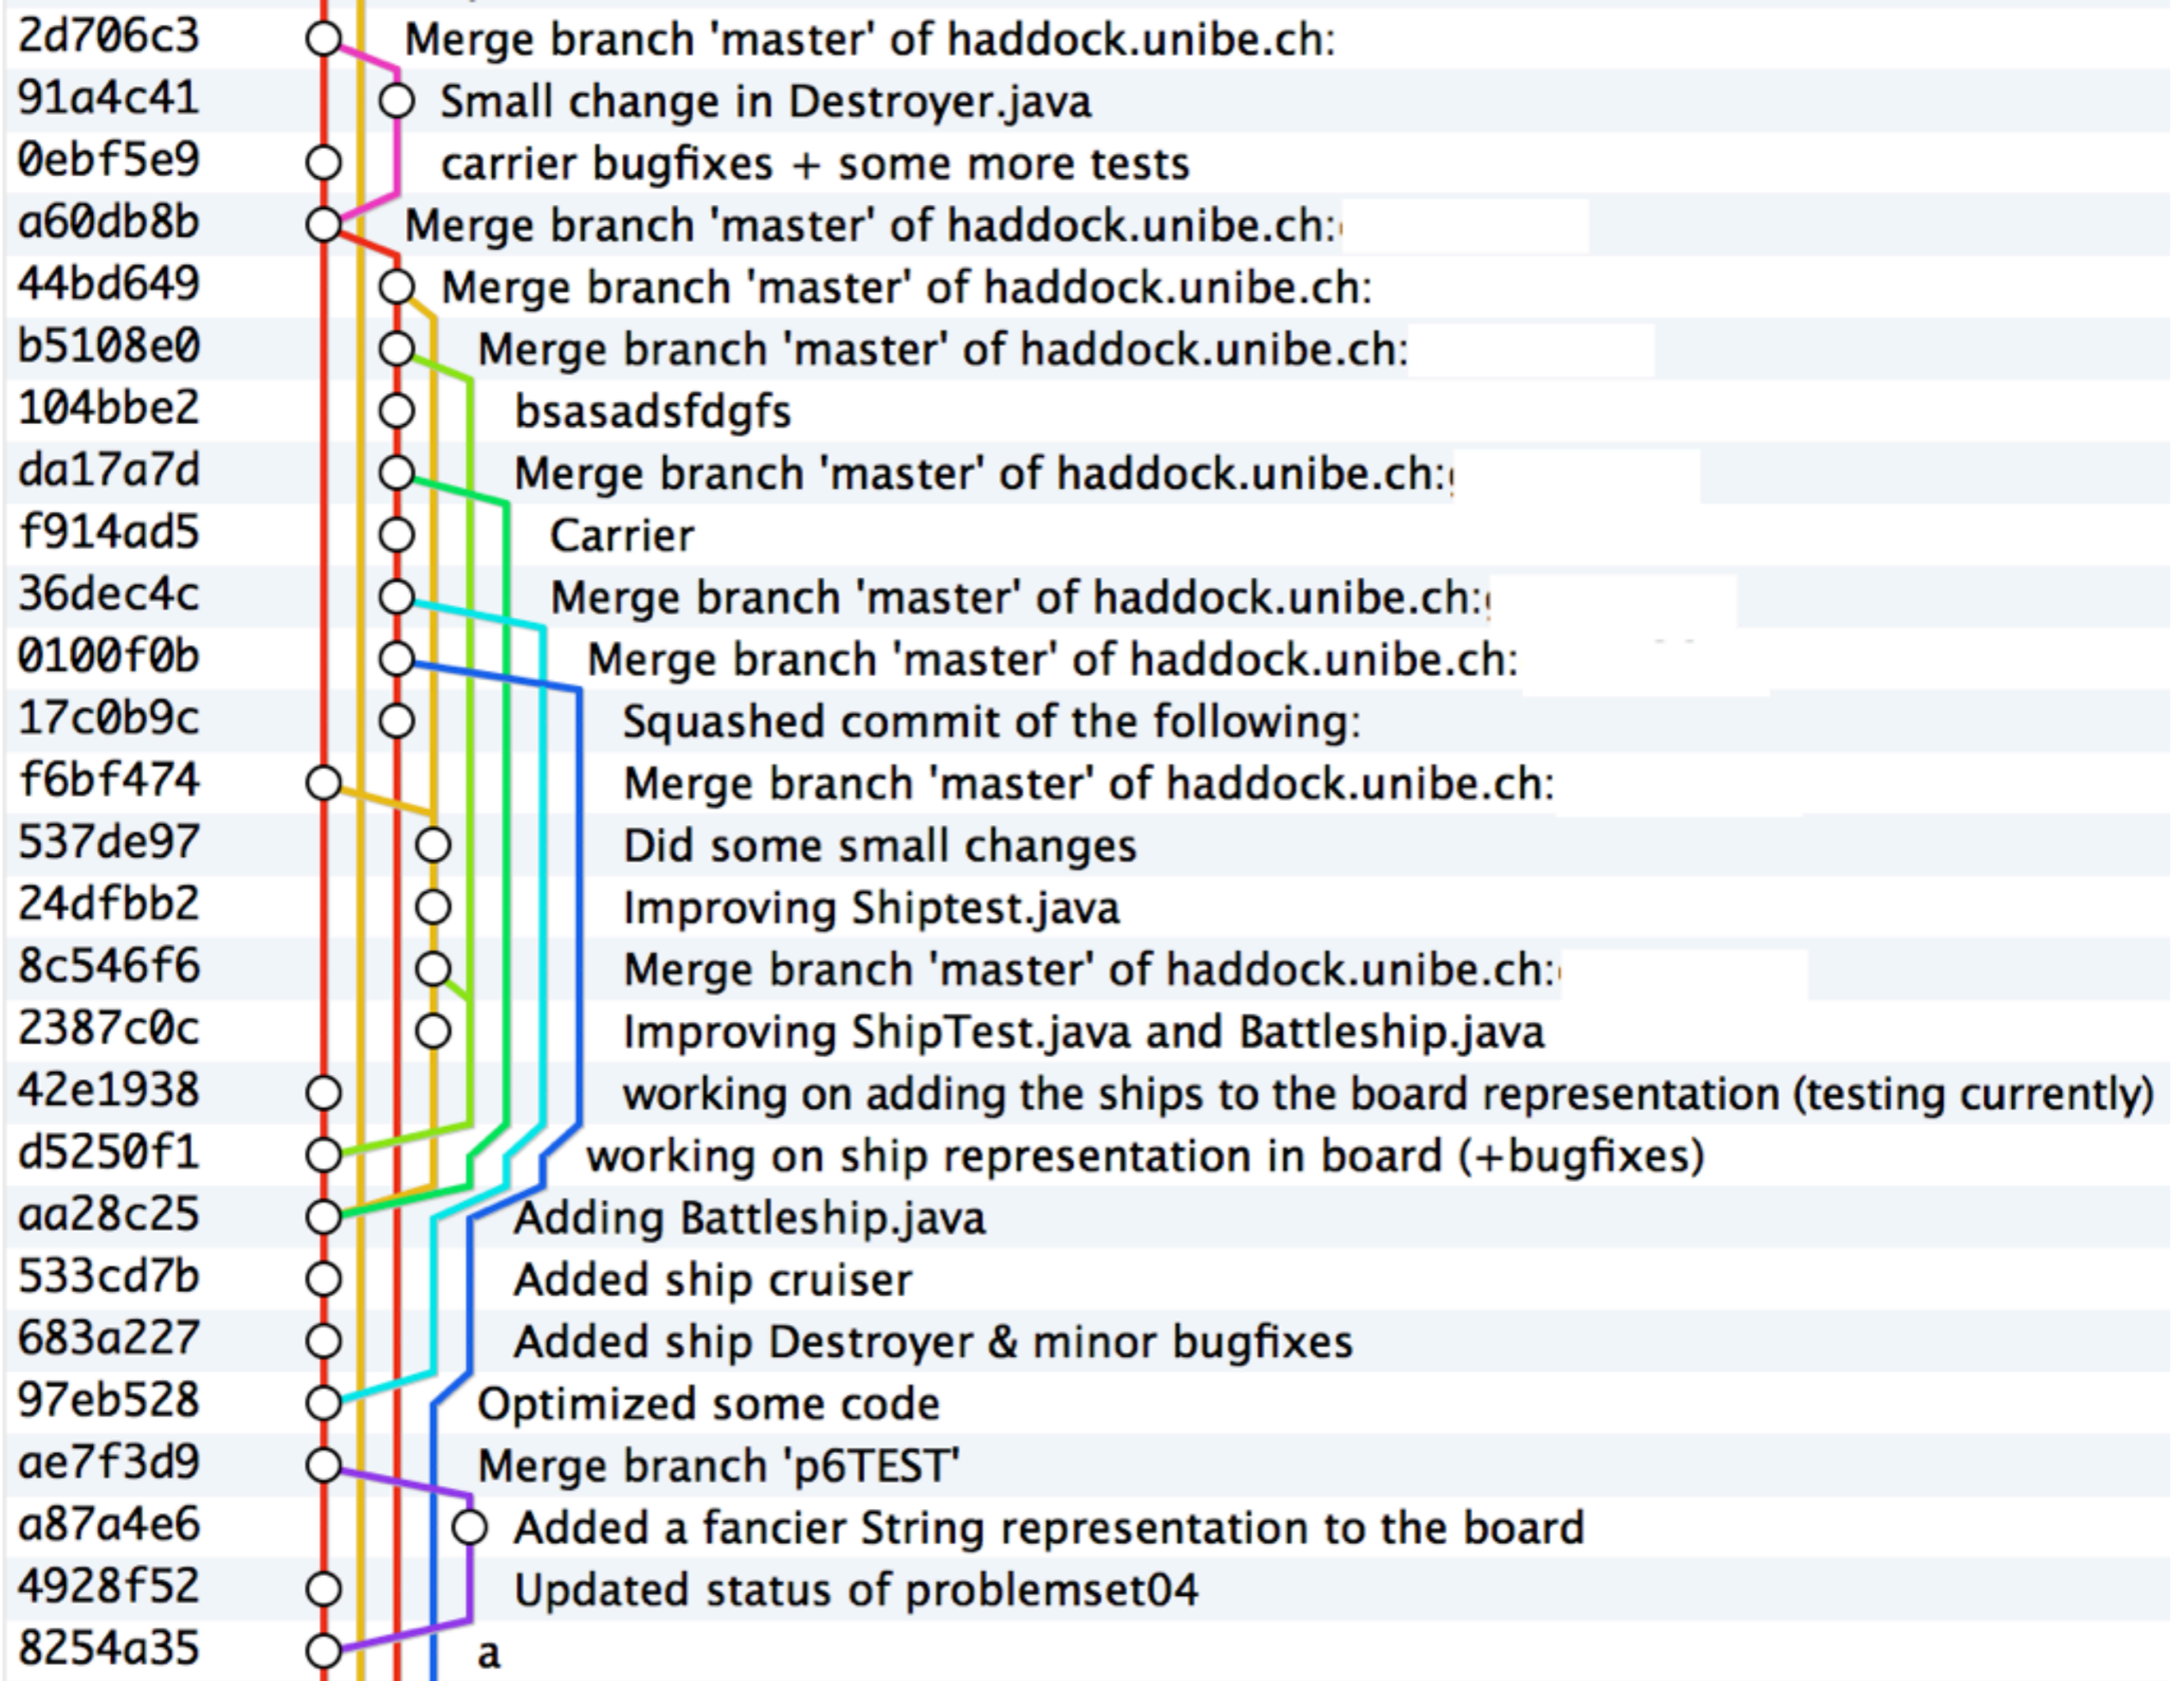 2d706c3 Merge branch 'master' of haddock.unibe.ch:
91a4c41 Small change in Destroyer.java
0ebf5e9 carrier bugfixes + some more tests
a60db8b Merge branch 'master' of haddock.unibe.ch:
44bd649 Merge branch 'master' of haddock.unibe.ch:
b5108e0 Merge branch 'master' of haddock.unibe.ch:
104bbe2 bsasadsfdgfs
da17a7d Merge branch 'master' of haddock.unibe.ch:
f914ad5 Carrier
36dec4c Merge branch 'master' of haddock.unibe.ch:
0100f0b Merge branch 'master' of haddock.unibe.ch:
17c0b9c Squashed commit of the following:
f6bf474 Merge branch 'master' of haddock.unibe.ch:
537de97 Did some small changes
24dfbb2 Improving Shiptest.java
8c546f6 Merge branch 'master' of haddock.unibe.ch:
2387c0c Improving ShipTest.java and Battleship.java
42e1938 working on adding the ships to the board representation (testing currently)
d5250f1 working on ship representation in board (+bugfixes)
aa28c25 Adding Battleship.java
533cd7b Added ship cruiser
683a227 Added ship Destroyer & minor bugfixes
97eb528 Optimized some code
ae7f3d9 Merge branch 'p6TEST'
a87a4e6 Added a fancier String representation to the board
4928f52 Updated status of problemset04
8254a35 a